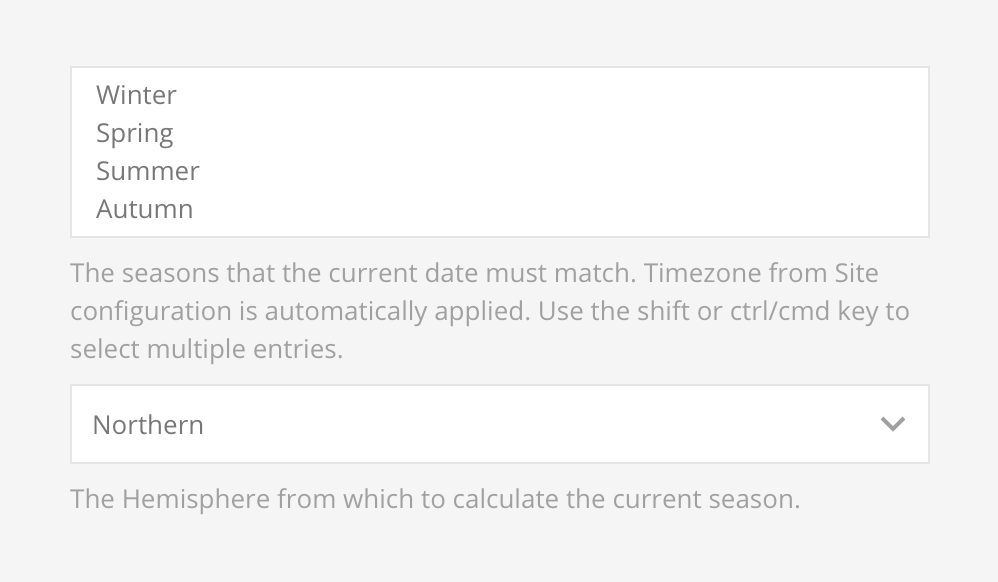 Winter
Spring
Summer
Autumn
The seasons that the current date must match. Timezone from Site
configuration is automatically applied. Use the shift or ctrl/cmd key to
select multiple entries.
Northern
The Hemisphere from which to calculate the current season.